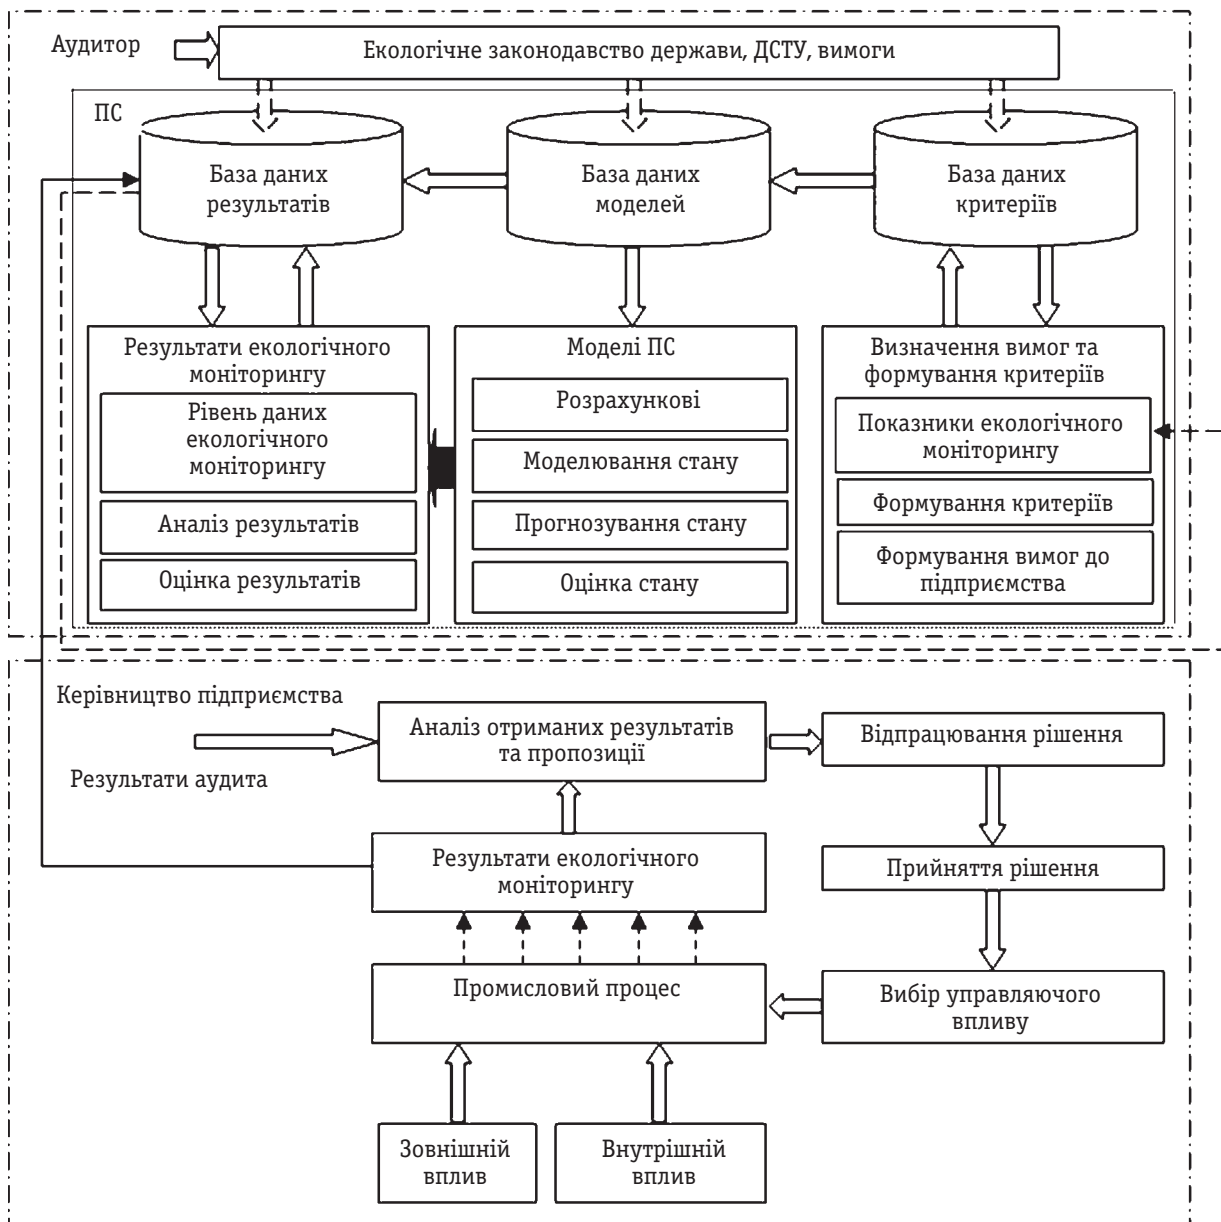 Аудитор
Екологічне законодавство держави, ДСТУ, вимоги
ПС
База даних
результатів
База даних
моделей
База даних
критеріїв
Результати екологічного
моніторингу
Рівень даних
екологічного
моніторингу
Аналіз результатів
Оцінка результатів
Моделі ПС
Розрахункові
Моделювання стану
Прогнозування стану
Оцінка стану
Визначення вимог та
формування критеріїв
Показники екологічного
моніторингу
Формування критеріїв
Формування вимог до
підприємства
Керівництво підприємства
Результати аудита
Аналіз отриманих результатів
та пропозиції
Відпрацювання рішення
Результати екологічного
моніторингу
Прийняття рішення
Промисловий процес
Вибір управляючого
впливу
Зовнішній
вплив
Внутрішній
вплив